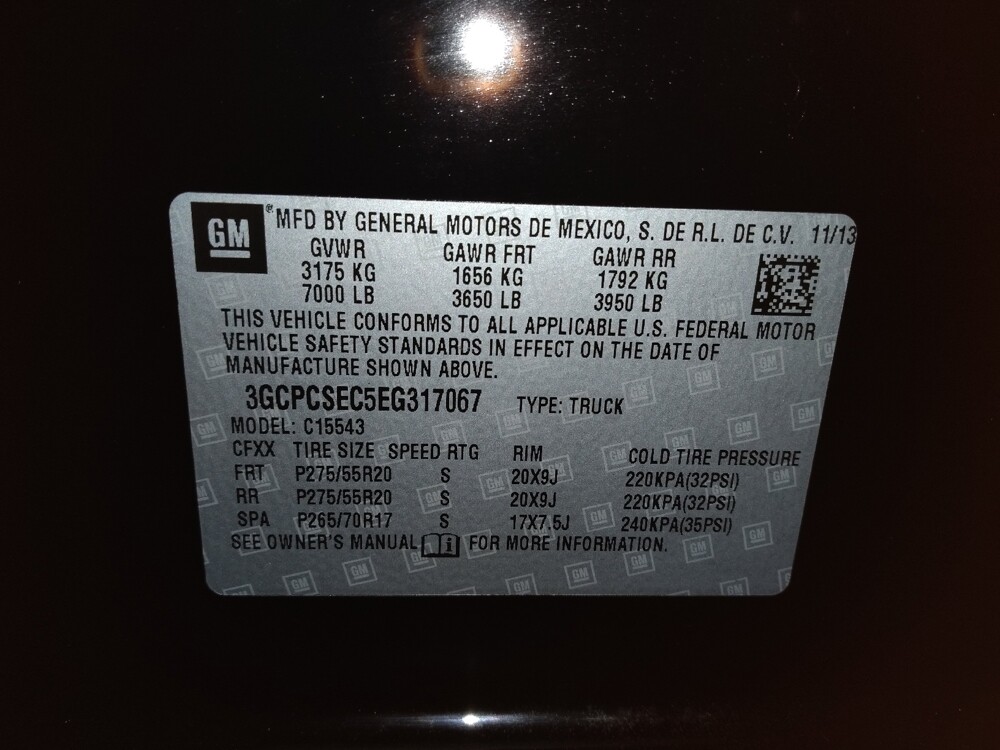 GM ® MFD BY GENERAL MOTORS DE MEXICO, S. DE R.L. DE C.V. 11/13
GVWR GAWR FRT GAWR RR
3175 KG 1656 KG 1792 KG
7000 LB 3650 LB 3950 LB
THIS VEHICLE CONFORMS TO ALL APPLICABLE U.S. FEDERAL MOTOR
VEHICLE SAFETY STANDARDS IN EFFECT ON THE DATE OF
MANUFACTURE SHOWN ABOVE.
3GCPCSEC5EG317067 TYPE: TRUCK
MODEL: C15543
CFXX TIRE SIZE SPEED RTG RIM COLD TIRE PRESSURE
FRT P275/55R20 S 20X9J 220KPA(32PSI)
RR P275/55R20 S 20X9J 220KPA(32PSI)
SPA P265/70R17 S 17X7.5J 240KPA(35PSI)
SEE OWNER'S MANUAL i FOR MORE INFORMATION.